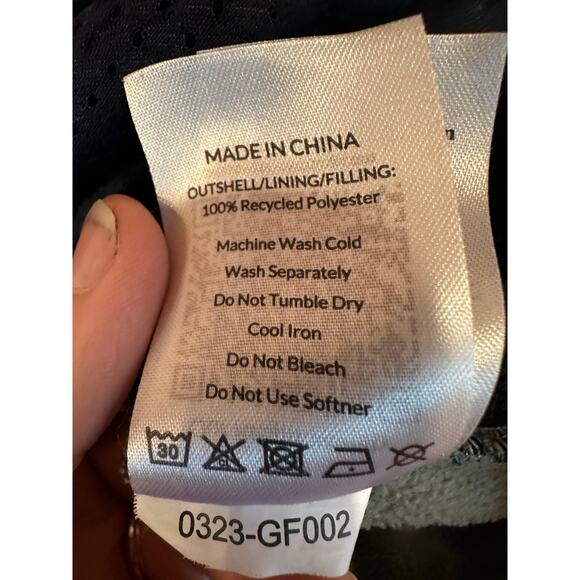 MADE IN CHINA
OUTSHELL/LINING/FILLING:
100% Recycled Polyester
Machine Wash Cold
Wash Separately
Do Not Tumble Dry
Cool Iron
Do Not Bleach
Do Not Use Softner
30
0323-GF002